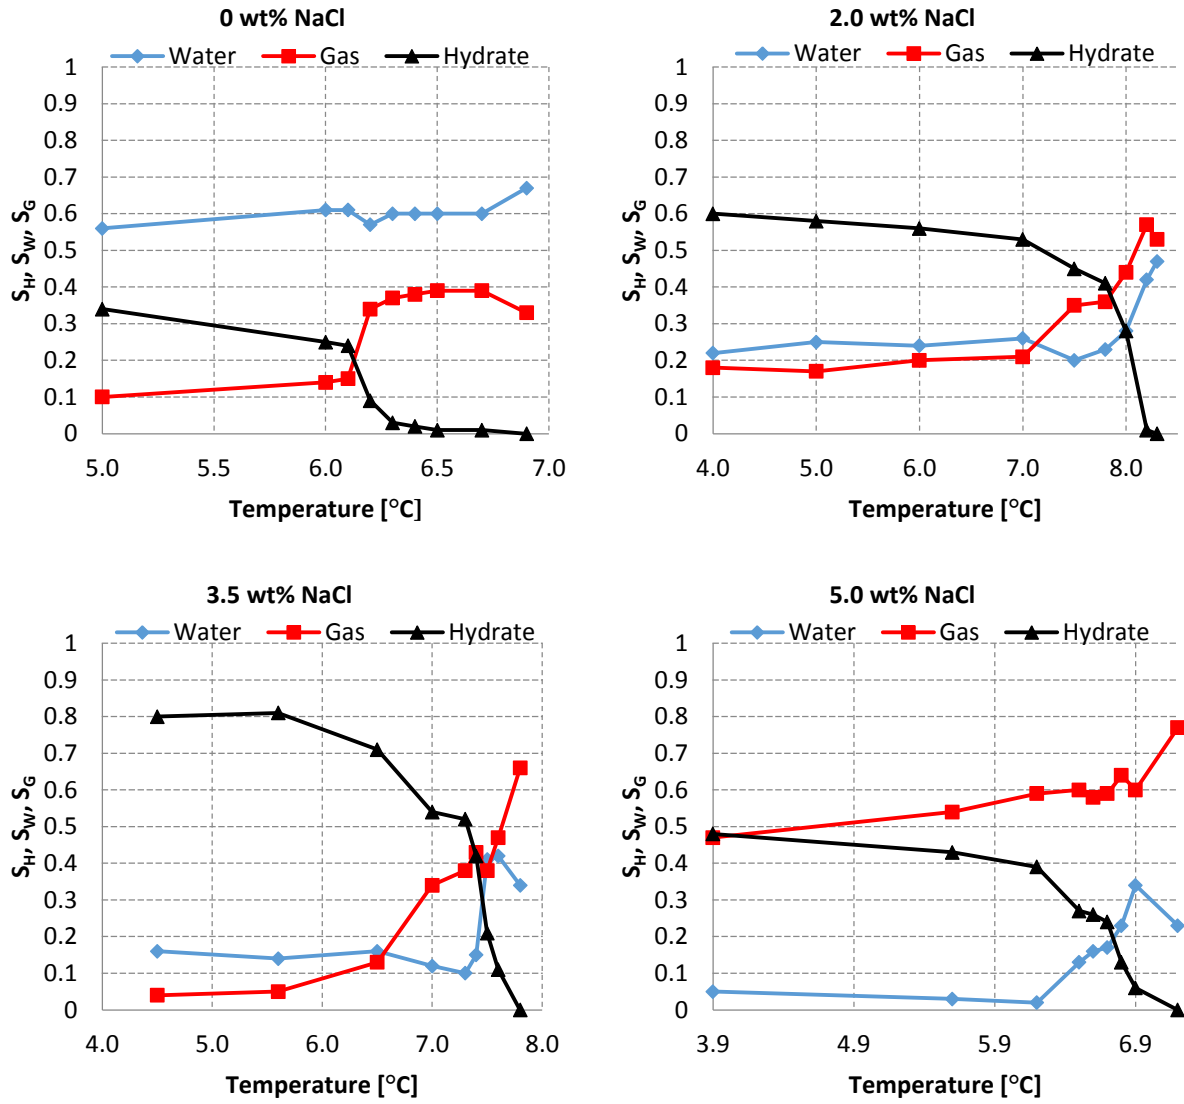 0 wt% NaCl
Water Gas Hydrate
1
0.9
0.8
0.7
0.6
0.5
0.4
0.3
0.2
0.1
0
S_H, S_W, S_G
5.0 5.5 6.0 6.5 7.0
Temperature [°C]
2.0 wt% NaCl
Water Gas Hydrate
1
0.9
0.8
0.7
0.6
0.5
0.4
0.3
0.2
0.1
0
S_H, S_W, S_G
4.0 5.0 6.0 7.0 8.0
Temperature [°C]
3.5 wt% NaCl
Water Gas Hydrate
1
0.9
0.8
0.7
0.6
0.5
0.4
0.3
0.2
0.1
0
S_H, S_W, S_G
4.0 5.0 6.0 7.0 8.0
Temperature [°C]
5.0 wt% NaCl
Water Gas Hydrate
1
0.9
0.8
0.7
0.6
0.5
0.4
0.3
0.2
0.1
0
S_H, S_W, S_G
3.9 4.9 5.9 6.9
Temperature [°C]